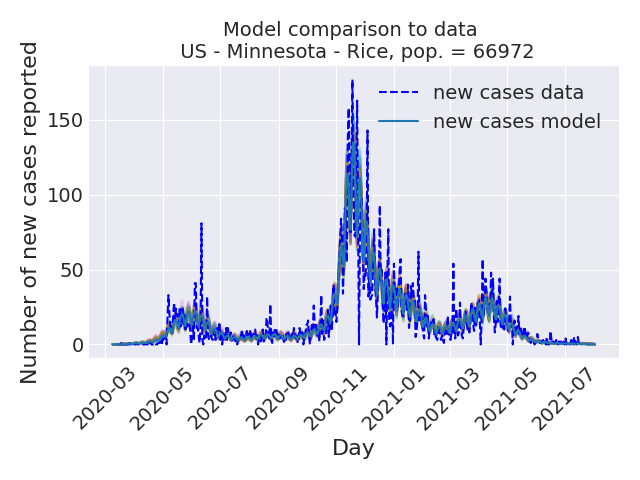 Model comparison to data
US - Minnesota - Rice, pop. = 66972
new cases data
new cases model
Number of new cases reported
150
100
50
0
2020-03
2020-05
2020-07
2020-09
2020-11
2021-01
2021-03
2021-05
2021-07
Day